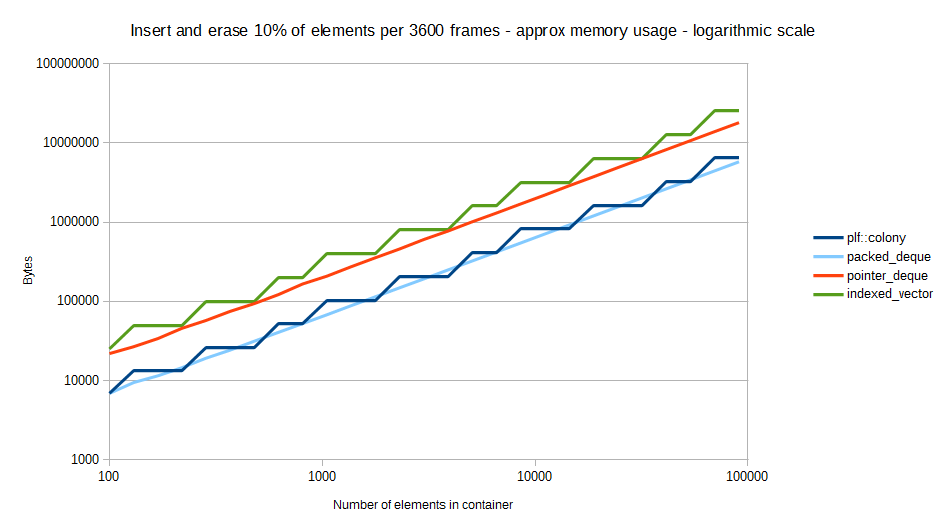 Insert and erase 10% of elements per 3600 frames - approx memory usage - logarithmic scale
100000000
10000000
1000000
100000
10000
1000
Bytes
100
1000
10000
100000
Number of elements in container
plf::colony
packed_deque
pointer_deque
indexed_vector